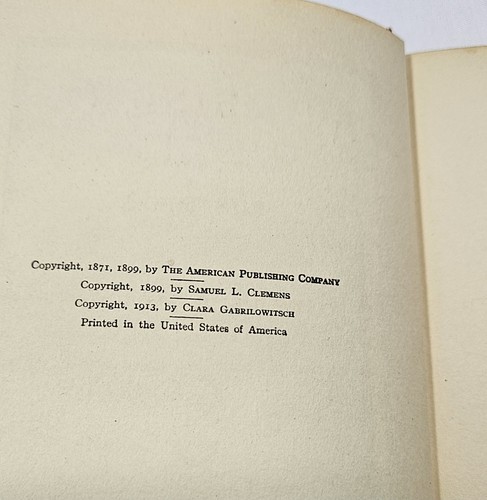 Copyright, 1871, 1899, by THE AMERICAN PUBLISHING COMPANY
Copyright, 1899, by SAMUEL L. CLEMENS
Copyright, 1913, by CLARA GABRILOWITSCH
Printed in the United States of America